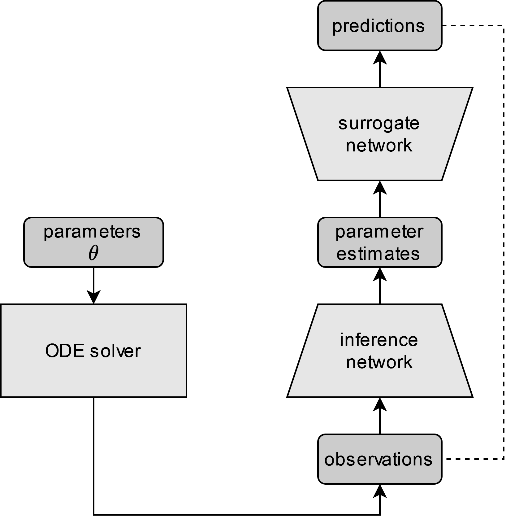 predictions
surrogate
network
parameters
θ
parameter
estimates
ODE solver
inference
network
observations